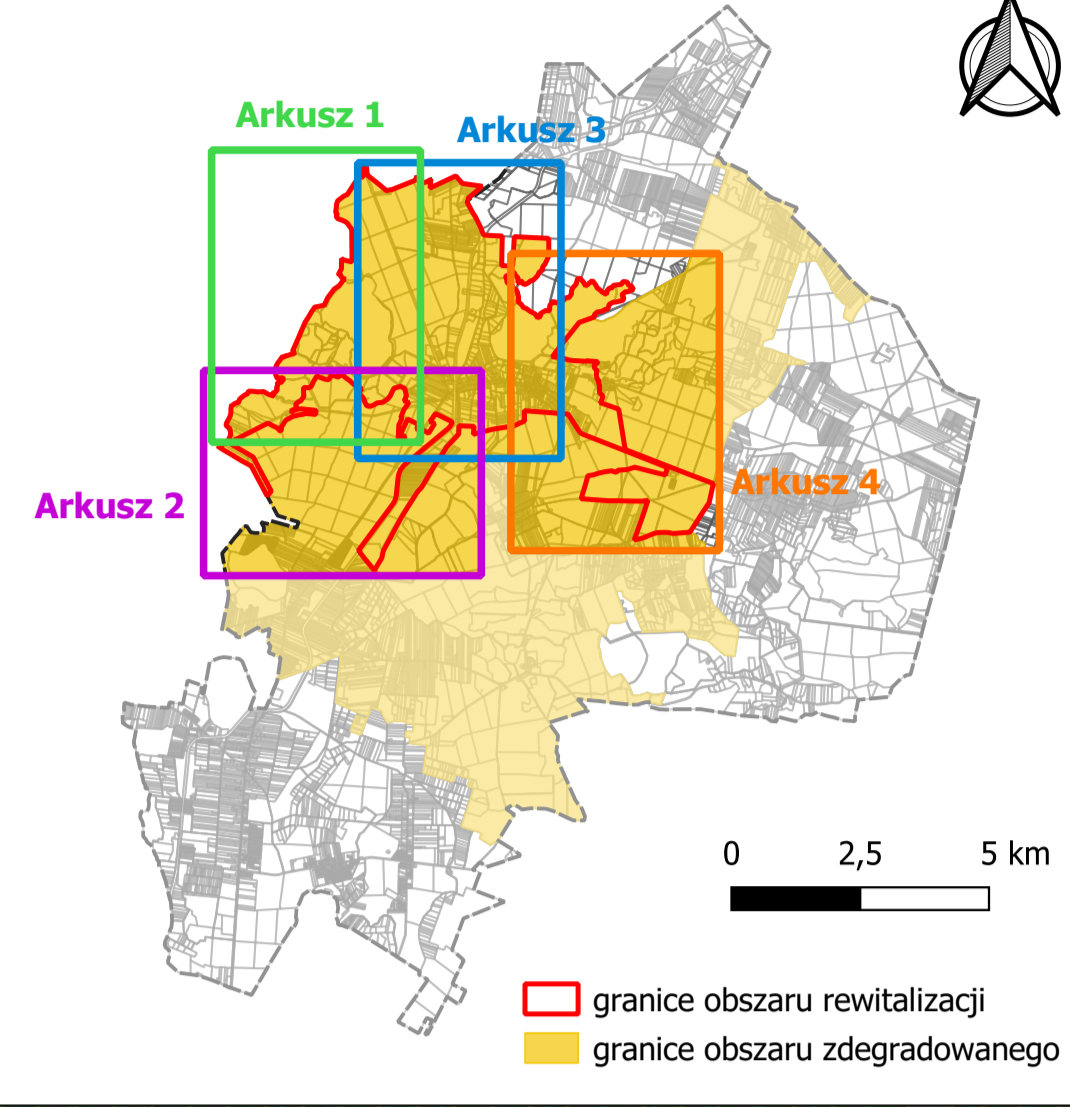 Arkusz 1
Arkusz 3
Arkusz 4
Arkusz 2
0 2,5 5 km
granice obszaru rewitalizacji
granice obszaru zdegradowanego